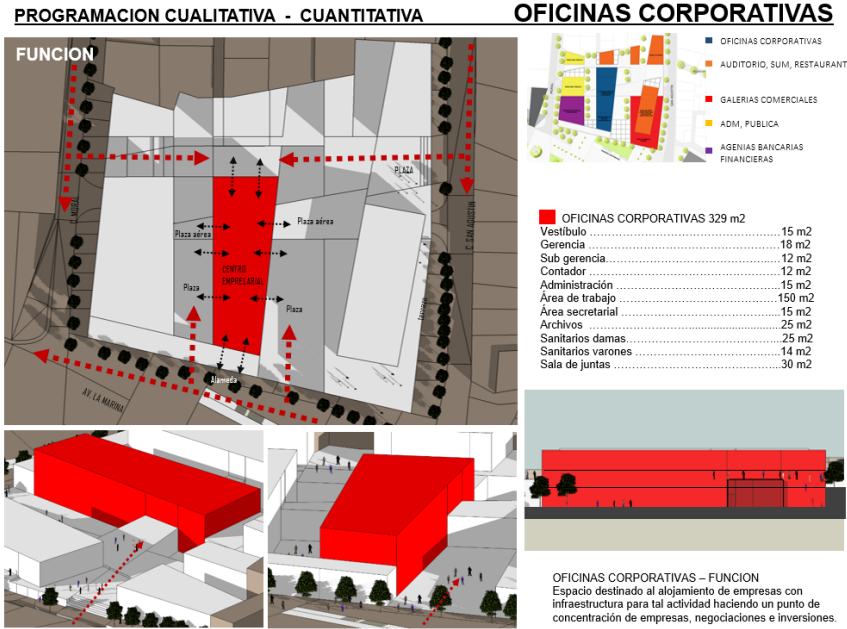 PROGRAMACION CUALITATIVA - CUANTITATIVA
OFICINAS CORPORATIVAS
FUNCION
C. MORAL
PLAZA
C. SAN AGUSTIN
Plaza aérea
Plaza aérea
CENTRO
EMPRESARIAL
Plaza
Plaza
Alameda
AV. LA MARINA
OFICINAS CORPORATIVAS
AUDITORIO, SUM, RESTAURANT
GALERIAS COMERCIALES
ADM, PUBLICA
AGENIAS BANCARIAS
FINANCIERAS
OFICINAS CORPORATIVAS 329 m2
Vestíbulo ...15 m2
Gerencia ...18 m2
Sub gerencia...12 m2
Contador ...12 m2
Administración ...15 m2
Área de trabajo ...150 m2
Área secretarial ...15 m2
Archivos ...25 m2
Sanitarios damas...25 m2
Sanitarios varones ...14 m2
Sala de juntas ...30 m2
OFICINAS CORPORATIVAS – FUNCION
Espacio destinado al alojamiento de empresas con
infraestructura para tal actividad haciendo un punto de
concentración de empresas, negociaciones e inversiones.